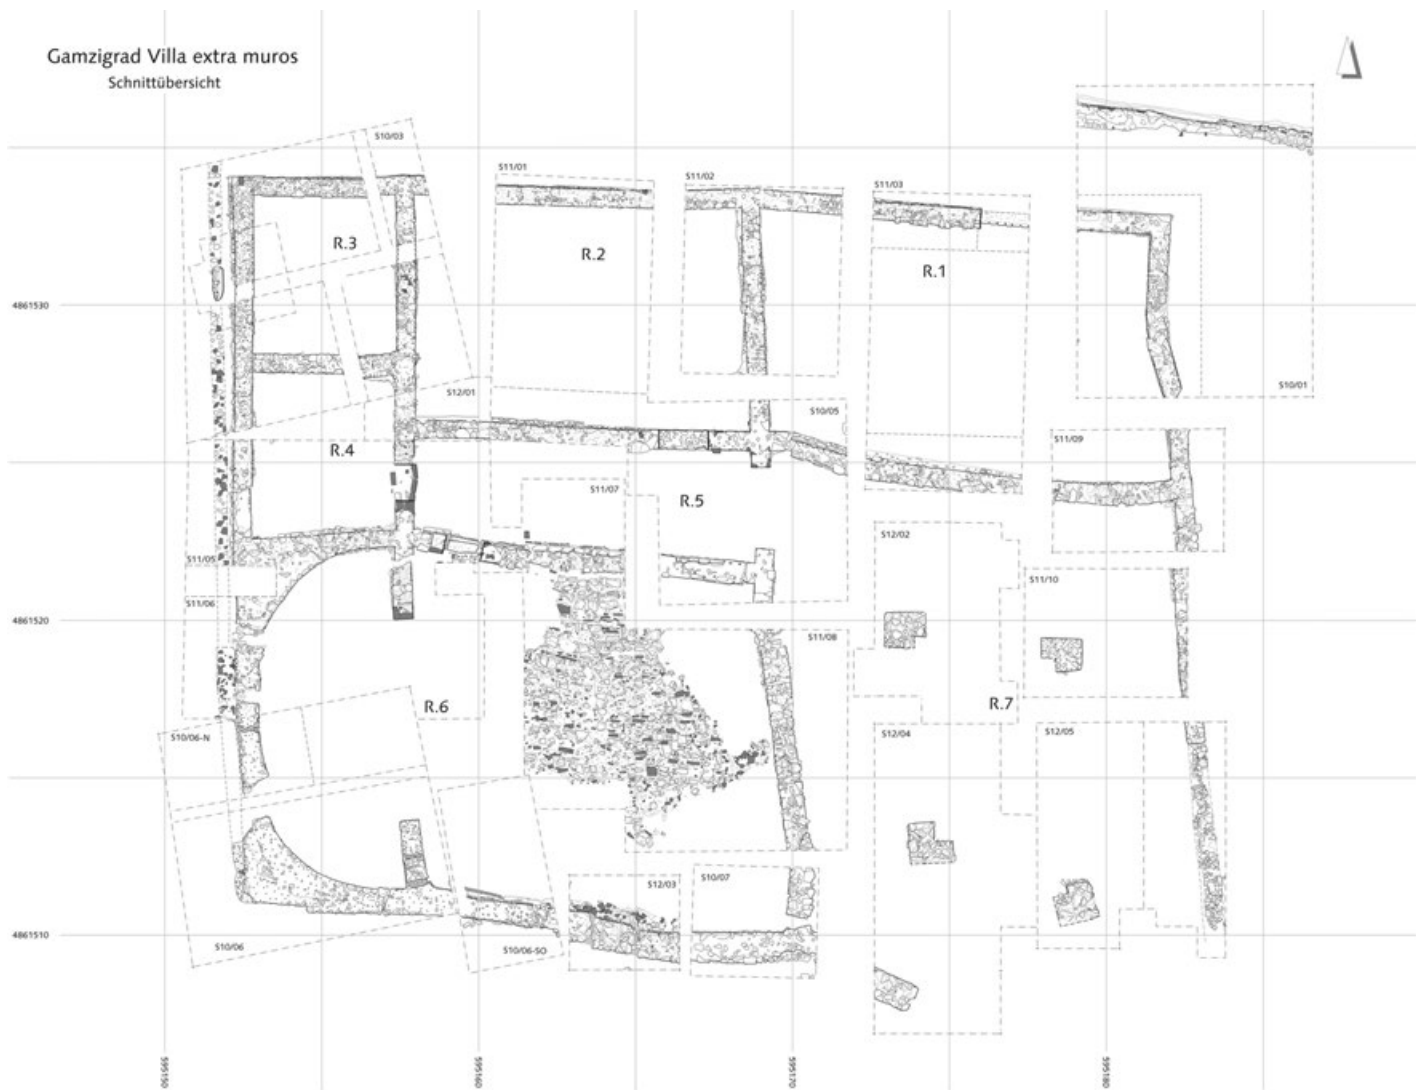 Gamzigrad Villa extra muros
Schnittübersicht
S10/03
S11/01
S11/02
S11/03
R.3
R.2
R.1
4861530
S12/01
S10/01
S10/05
S11/09
R.4
S11/07
R.5
S12/02
S11/05
S11/10
S11/06
4861520
S11/08
R.6
R.7
S10/06-N
S12/04
S12/05
S12/03
S10/07
4861510
S10/06
S10/06-SO
595150
595160
595170
595180